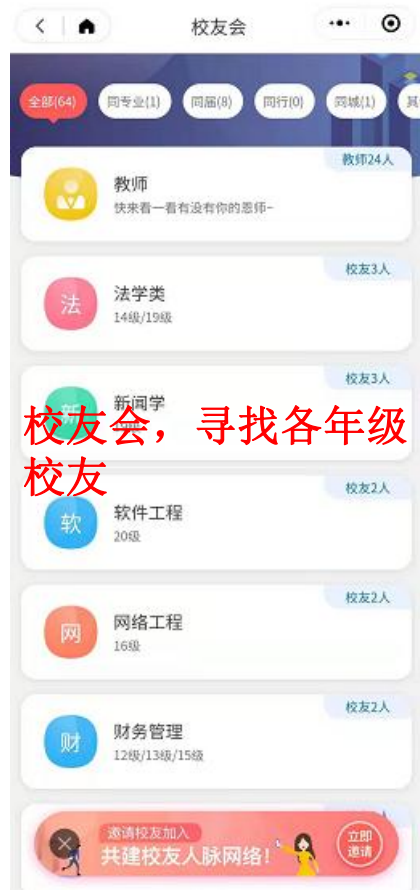 校友会
全部(64)
同专业(1)
同届(8)
同行(0)
同城(1)
其
教师24人
教师
快来看一看有没有你的恩师~
校友3人
法
法学类
14级/19级
校友3人
新
新闻学
校友会，寻找各年级
校友
校友2人
软
软件工程
20级
校友2人
网
网络工程
16级
校友2人
财
财务管理
12级/13级/15级
邀请校友加入
共建校友人脉网络!
立即
邀请